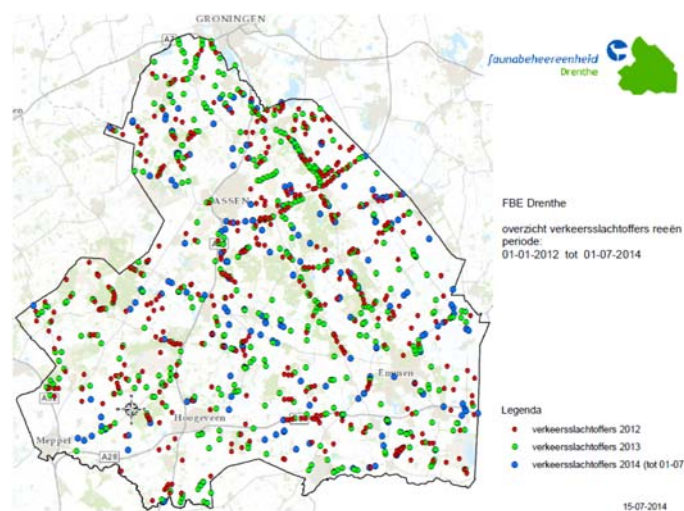 GRONINGEN
A7
faunabeheereenheid
Drenthe
ASSEN
FBE Drenthe
overzicht verkeersslachtoffers reeën
periode:
01-01-2012 tot 01-07-2014
Emmen
Hoogeveen
Meppel
A28
Legenda
verkeersslachtoffers 2012
verkeersslachtoffers 2013
verkeersslachtoffers 2014 (tot 01-07
15-07-2014